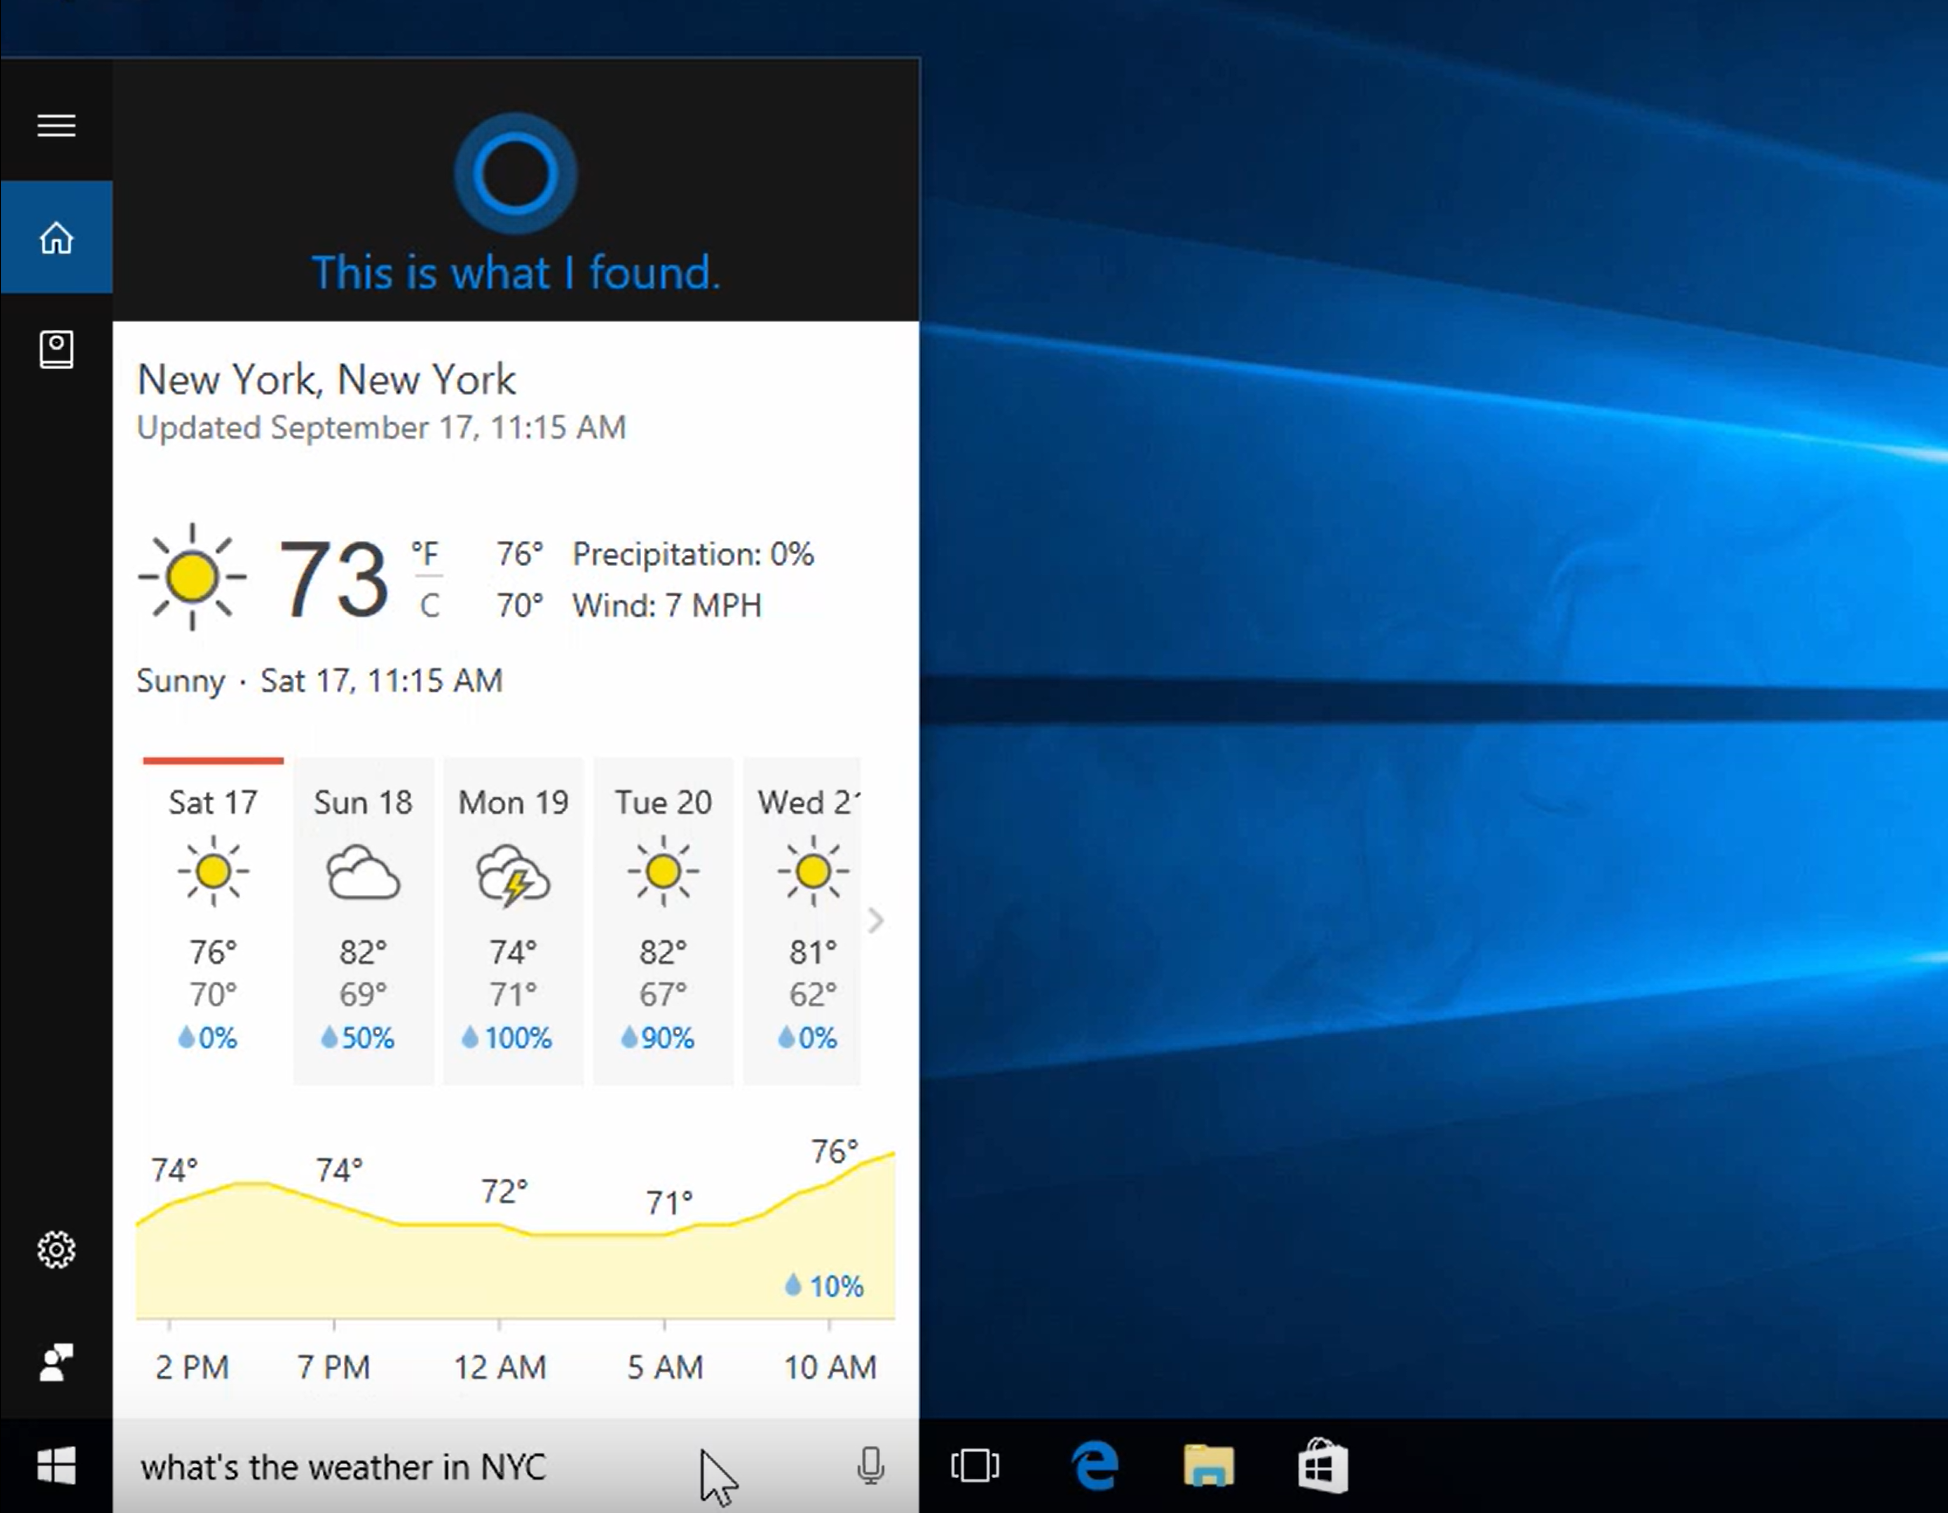 This is what I found.
New York, New York
Updated September 17, 11:15 AM
73 °F 76° Precipitation: 0%
C 70° Wind: 7 MPH
Sunny · Sat 17, 11:15 AM
Sat 17 Sun 18 Mon 19 Tue 20 Wed
76° 82° 74° 82° 81°
70° 69° 71° 67° 62°
0% 50% 100% 90% 0%
74° 74° 72° 71° 76°
10%
2 PM 7 PM 12 AM 5 AM 10 AM
what's the weather in NYC